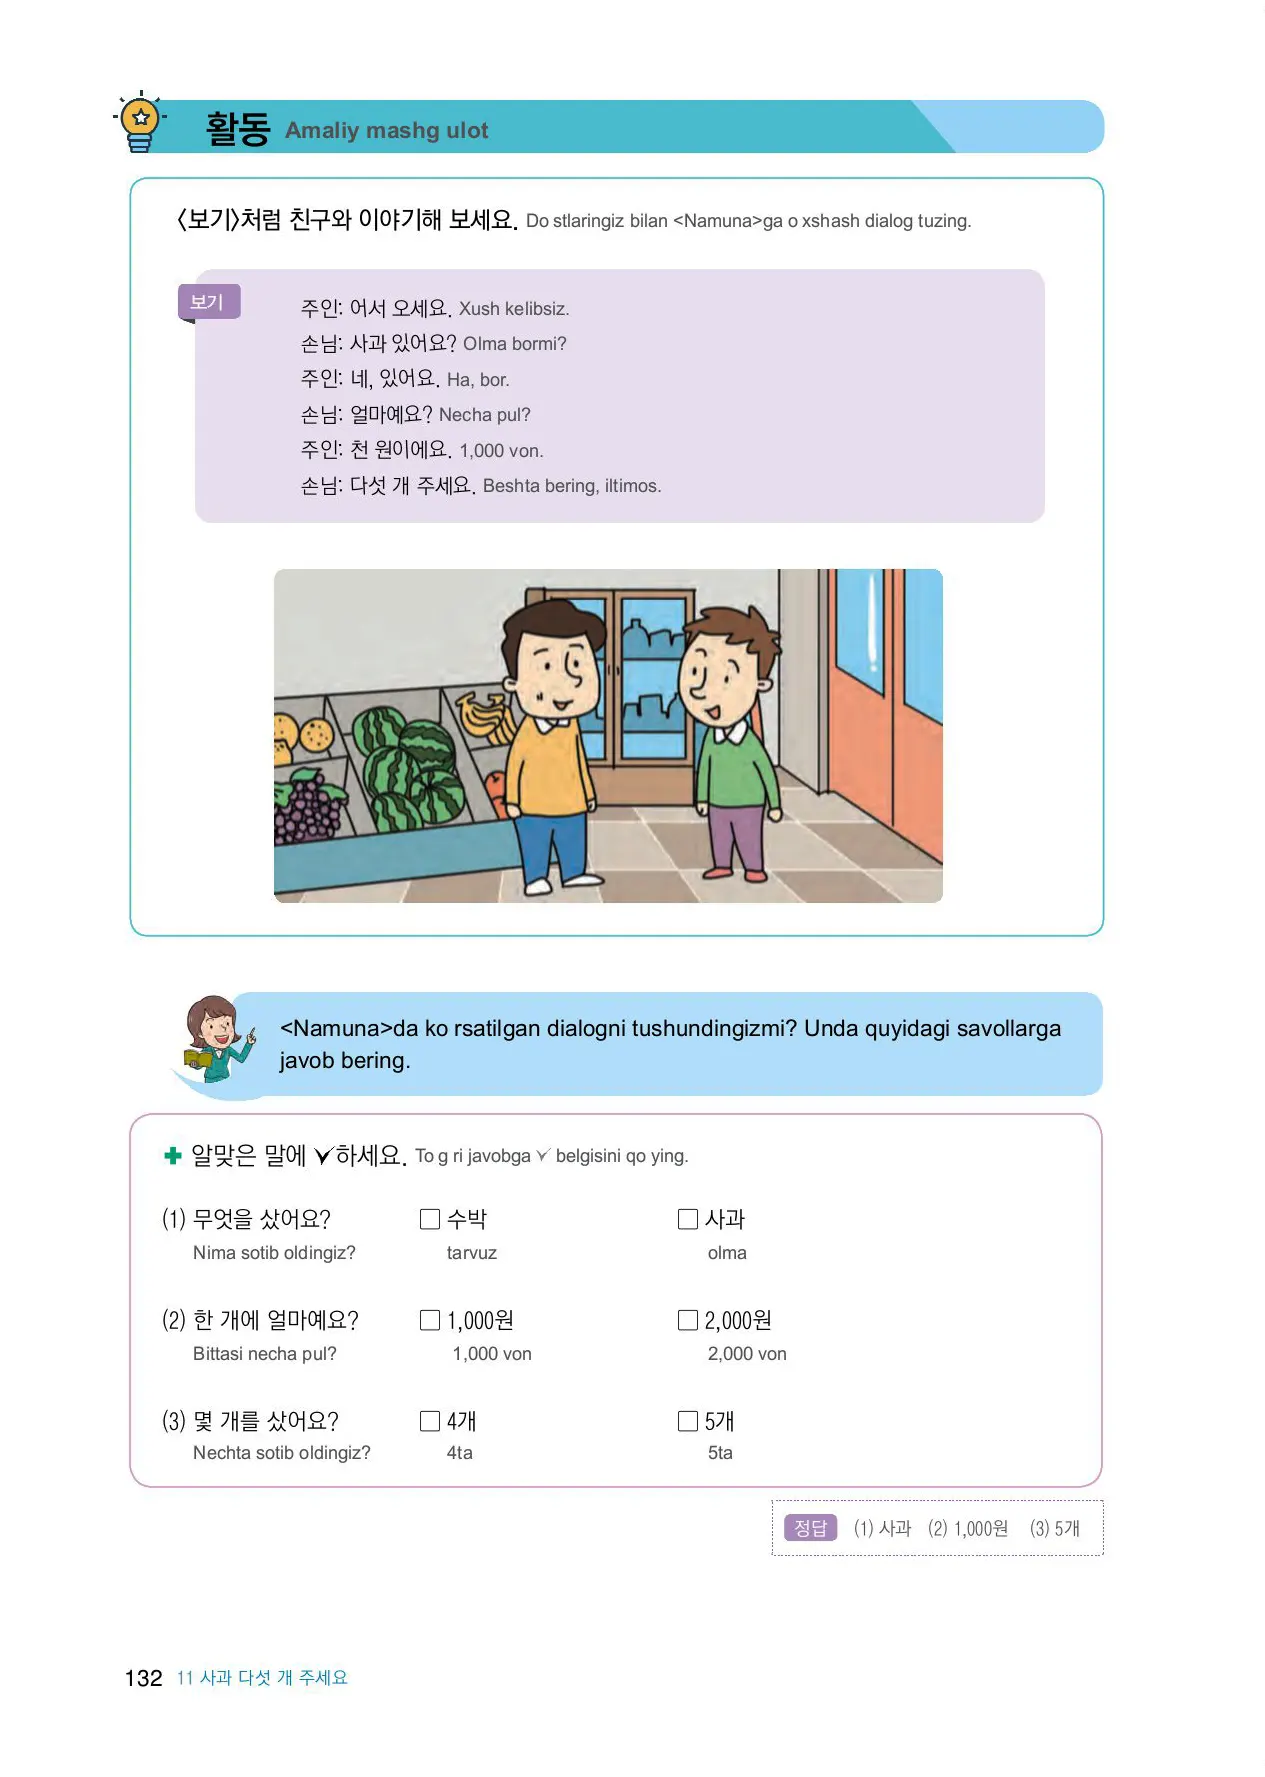 활동 Amaliy mashg ulot
〈보기〉처럼 친구와 이야기해 보세요. Do stlaringiz bilan <Namuna>ga o xshash dialog tuzing.
보기
주인: 어서 오세요. Xush kelibsiz.
손님: 사과 있어요? Olma bormi?
주인: 네, 있어요. Ha, bor.
손님: 얼마예요? Necha pul?
주인: 천 원이에요. 1,000 von.
손님: 다섯 개 주세요. Beshta bering, iltimos.
<Namuna>da ko rsatilgan dialogni tushundingizmi? Unda quyidagi savollarga
javob bering.
알맞은 말에 ✓하세요. To g ri javobga ✓ belgisini qo ying.
(1) 무엇을 샀어요? □ 수박 □ 사과
Nima sotib oldingiz? tarvuz olma
(2) 한 개에 얼마예요? □ 1,000원 □ 2,000원
Bittasi necha pul? 1,000 von 2,000 von
(3) 몇 개를 샀어요? □ 4개 □ 5개
Nechta sotib oldingiz? 4ta 5ta
정답 (1) 사과 (2) 1,000원 (3) 5개
132 11 사과 다섯 개 주세요